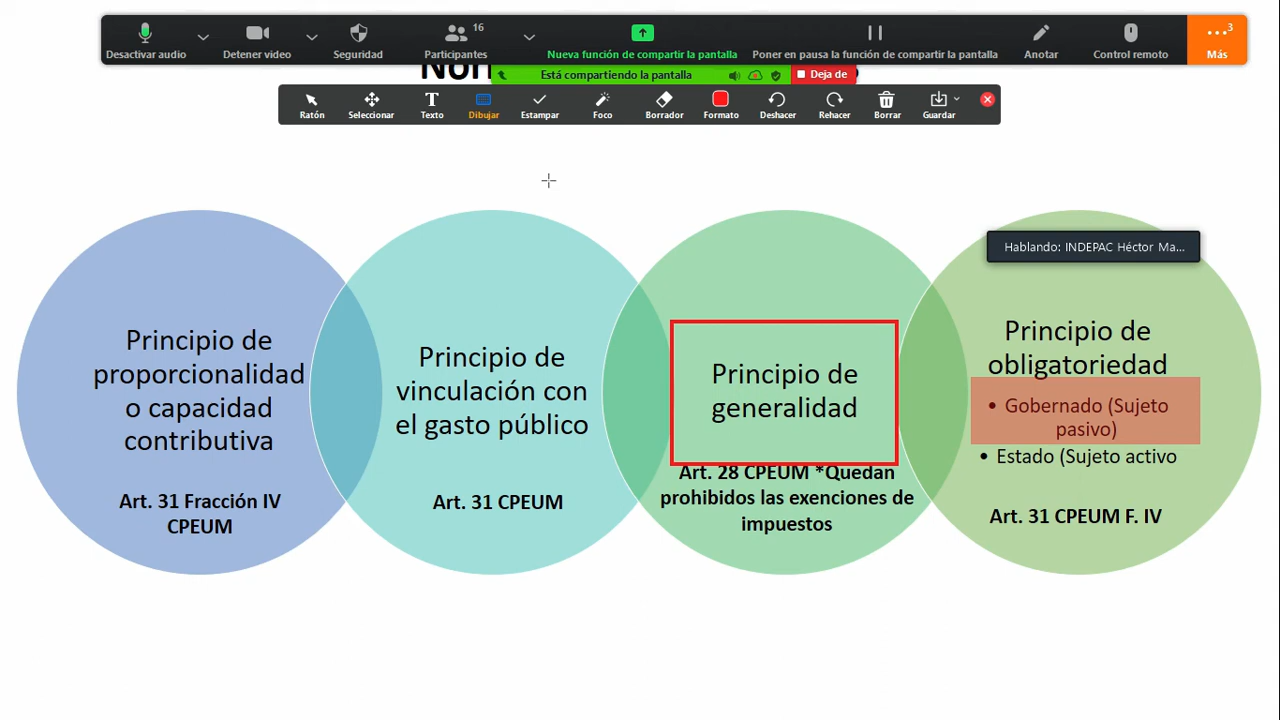 16
3
Desactivar audio
Detener video
Seguridad
Participantes
Nueva función de compartir la pantalla
Poner en pausa la función de compartir la pantalla
Anotar
Control remoto
Más
Está compartiendo la pantalla
Deja de
Ratón
Seleccionar
Texto
Dibujar
Estampar
Foco
Borrador
Formato
Deshacer
Rehacer
Borrar
Guardar
Hablando: INDEPAC Héctor Ma...
Principio de
proporcionalidad
o capacidad
contributiva
Art. 31 Fracción IV
CPEUM
Principio de
vinculación con
el gasto público
Art. 31 CPEUM
Principio de
generalidad
Art. 28 CPEUM *Quedan
prohibidos las exenciones de
impuestos
Principio de
obligatoriedad
• Gobernado (Sujeto
pasivo)
• Estado (Sujeto activo
Art. 31 CPEUM F. IV